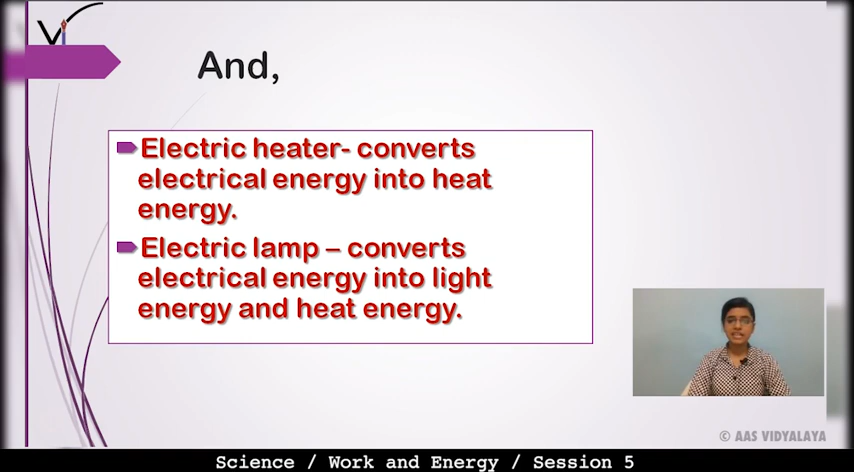 And,
Electric heater- converts
electrical energy into heat
energy.
Electric lamp – converts
electrical energy into light
energy and heat energy.
© AAS VIDYALAYA
Science / Work and Energy / Session 5